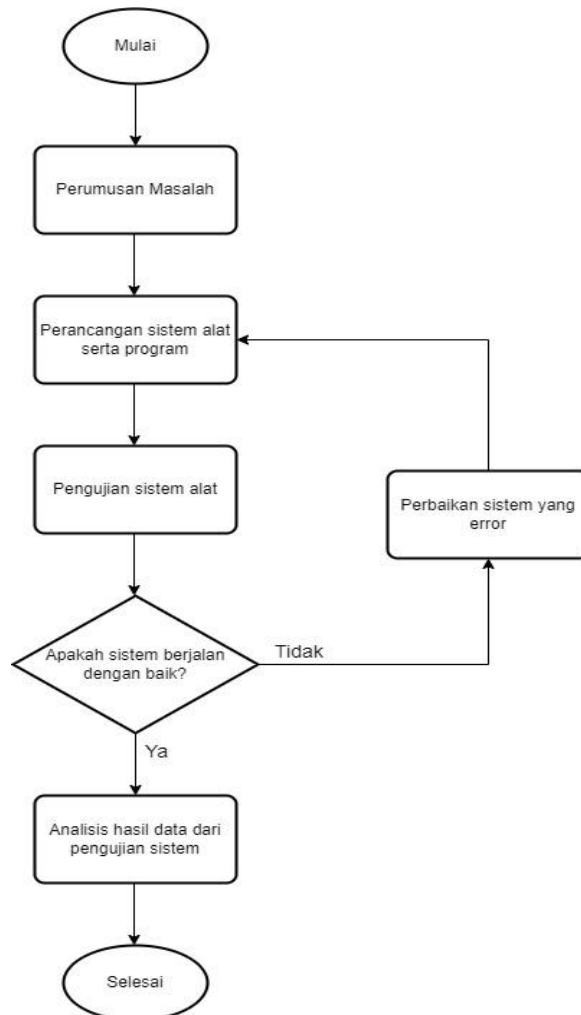 Mulai
Perumusan Masalah
Perancangan sistem alat
serta program
Pengujian sistem alat
Perbaikan sistem yang
error
Apakah sistem berjalan
dengan baik?
Tidak
Ya
Analisis hasil data dari
pengujian sistem
Selesai